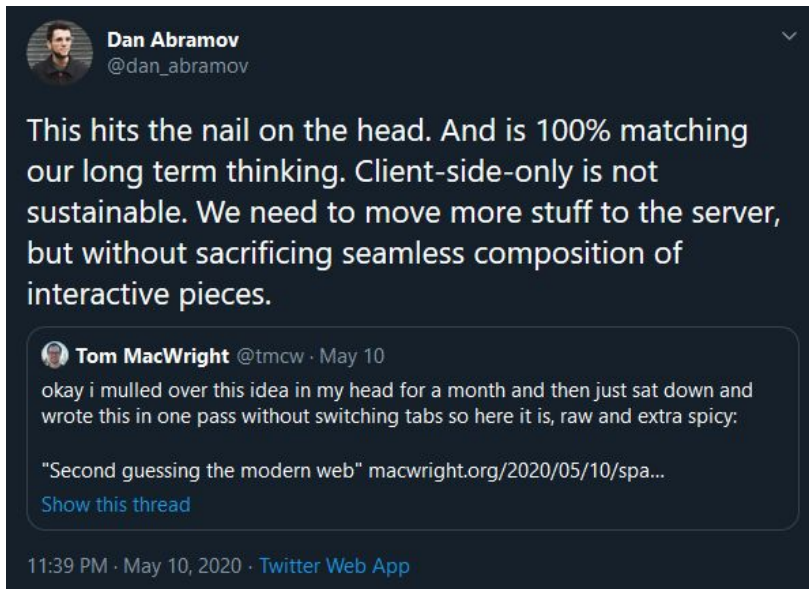 Dan Abramov
@dan_abramov
This hits the nail on the head. And is 100% matching
our long term thinking. Client-side-only is not
sustainable. We need to move more stuff to the server,
but without sacrificing seamless composition of
interactive pieces.
Tom MacWright @tmcw · May 10
okay i mulled over this idea in my head for a month and then just sat down and
wrote this in one pass without switching tabs so here it is, raw and extra spicy:
"Second guessing the modern web" macwright.org/2020/05/10/spa...
Show this thread
11:39 PM · May 10, 2020 · Twitter Web App